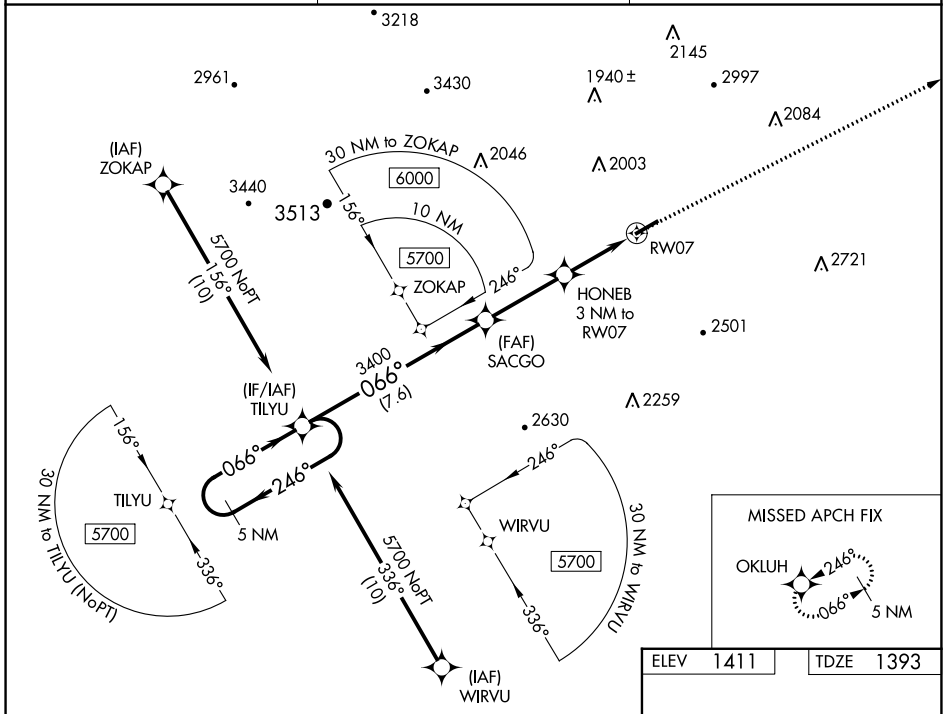 3218
2145
2961
1940 ±
2997
3430
2084
(IAF)
ZOKAP
30 NM to ZOKAP
2046
2003
6000
3440
3513
156°
10 NM
5700
246°
ZOKAP
RW07
5700 NoPT
156°
(10)
2721
HONEB
3 NM to
RW07
(FAF)
SACGO
2501
3400
066°
(7.6)
(IF/IAF)
TILYU
2259
2630
156°
066°
246°
246°
TILYU
5 NM
5700
30 NM to TILYU (NoPT)
336°
WIRVU
5700
30 NM to WIRVU
336°
5700 NoPT
336°
(10)
MISSED APCH FIX
OKLUH
246°
066°
5 NM
(IAF)
WIRVU
ELEV 1411
TDZE 1393